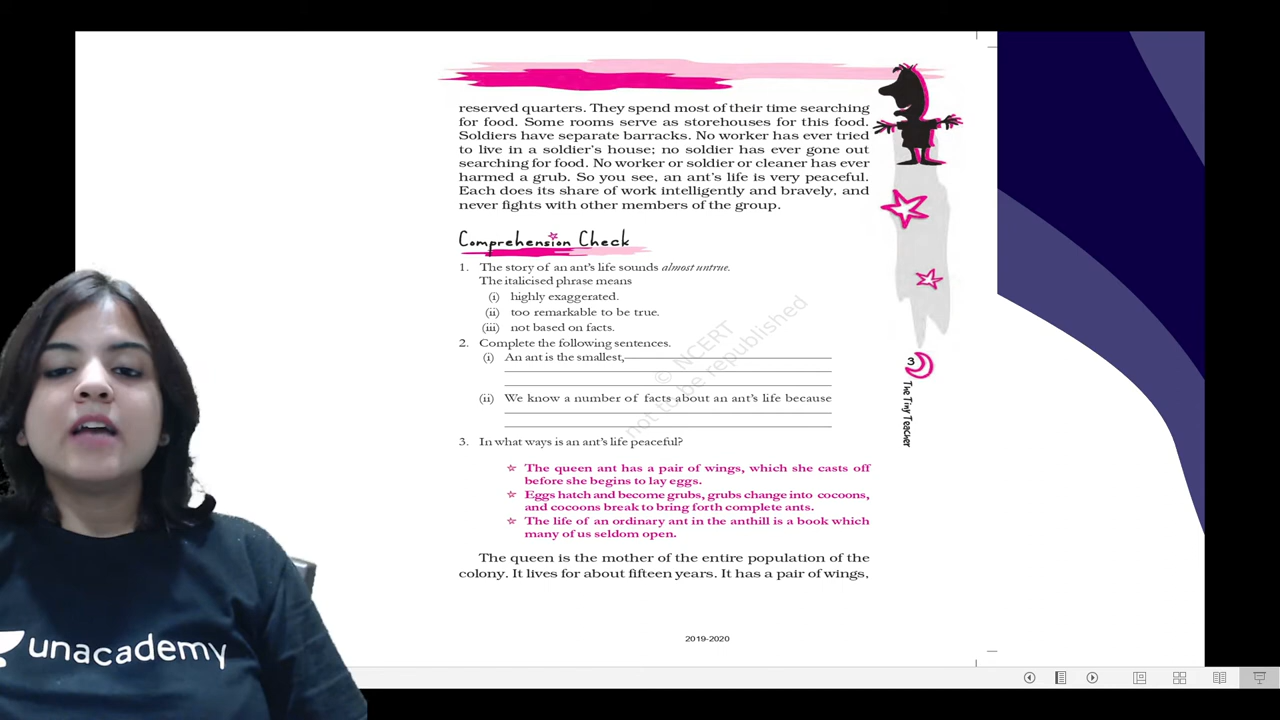 reserved quarters. They spend most of their time searching
for food. Some rooms serve as storehouses for this food.
Soldiers have separate barracks. No worker has ever tried
to live in a soldier's house; no soldier has ever gone out
searching for food. No worker or soldier or cleaner has ever
harmed a grub. So you see, an ant's life is very peaceful.
Each does its share of work intelligently and bravely, and
never fights with other members of the group.
Comprehension Check
1. The story of an ant's life sounds almost untrue.
The italicised phrase means
(i) highly exaggerated.
(ii) too remarkable to be true.
(iii) not based on facts.
2. Complete the following sentences.
(i) An ant is the smallest,
(ii) We know a number of facts about an ant's life because
3. In what ways is an ant's life peaceful?
☆ The queen ant has a pair of wings, which she casts off
before she begins to lay eggs.
☆ Eggs hatch and become grubs, grubs change into cocoons,
and cocoons break to bring forth complete ants.
☆ The life of an ordinary ant in the anthill is a book which
many of us seldom open.
The queen is the mother of the entire population of the
colony. It lives for about fifteen years. It has a pair of wings,
2019-2020
3
The Tiny Teacher
© NCERT
not to be republished
unacademy